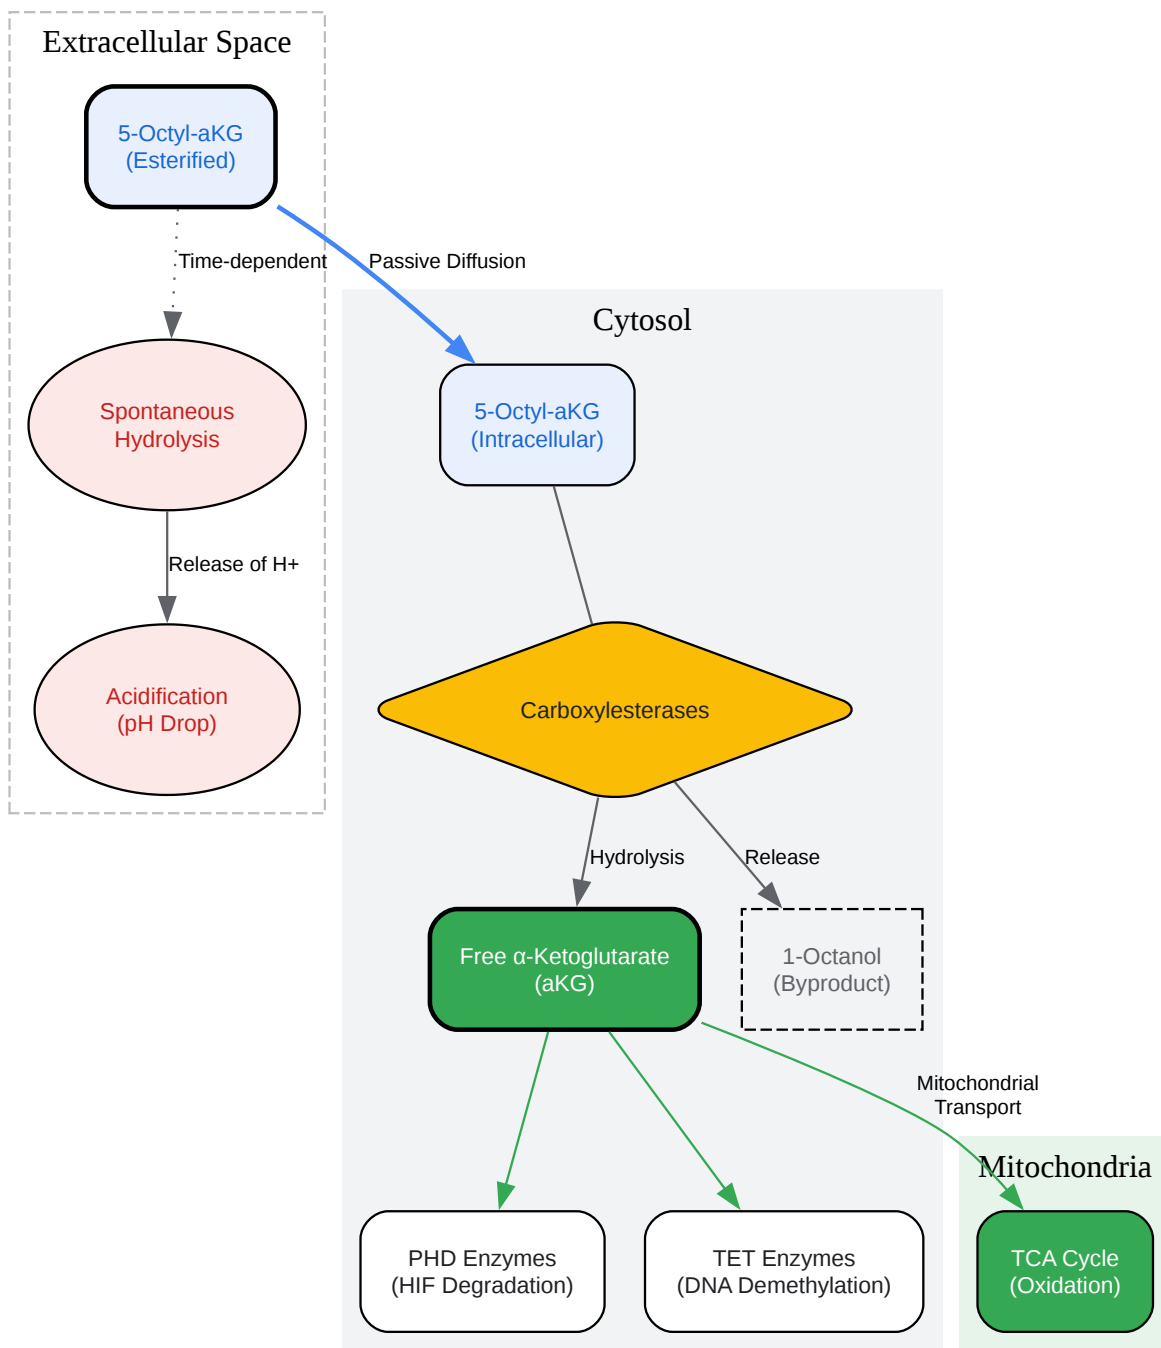 Extracellular Space
5-Octyl-aKG
(Esterified)
Time-dependent
Passive Diffusion
Cytosol
Spontaneous
Hydrolysis
5-Octyl-aKG
(Intracellular)
Release of H+
Acidification
(pH Drop)
Carboxylesterases
Hydrolysis
Release
Free α-Ketoglutarate
(aKG)
1-Octanol
(Byproduct)
Mitochondrial
Transport
Mitochondria
PHD Enzymes
(HIF Degradation)
TET Enzymes
(DNA Demethylation)
TCA Cycle
(Oxidation)